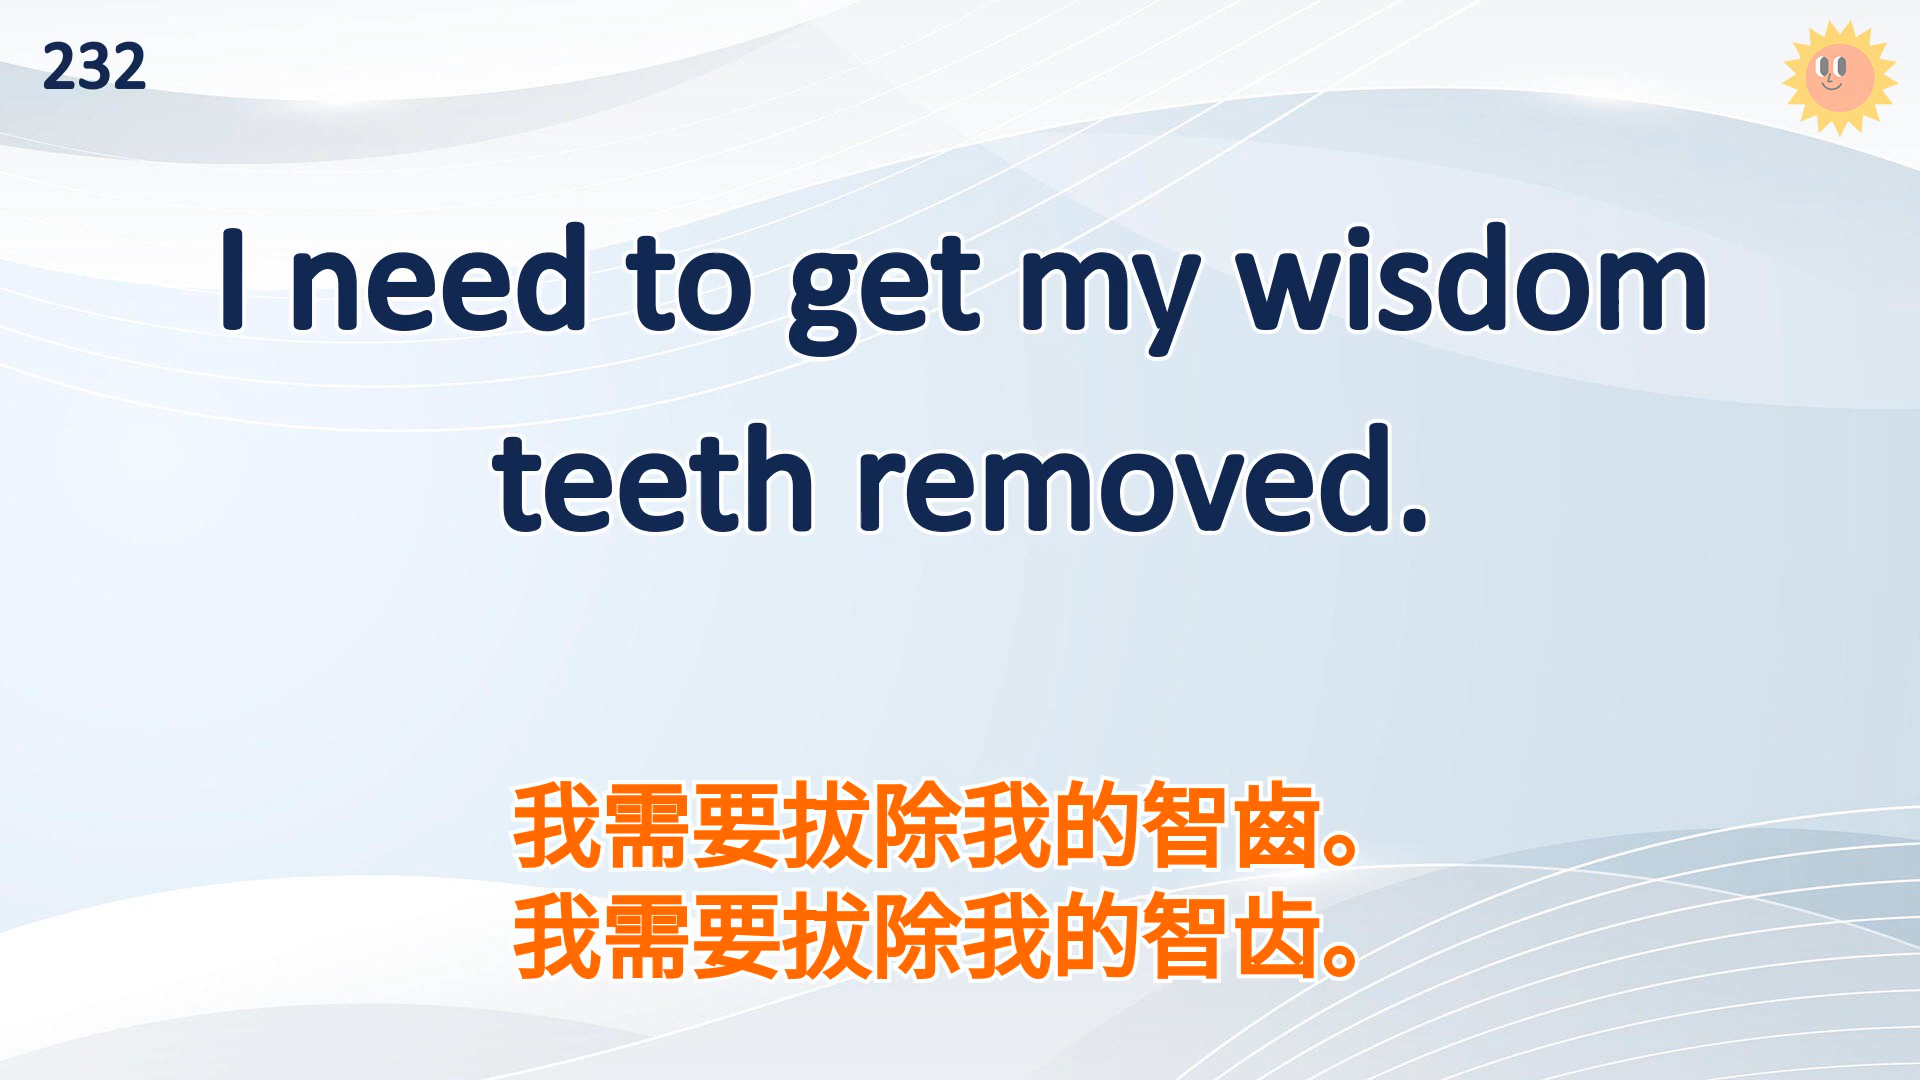 232
I need to get my wisdom
teeth removed.
我需要拔除我的智齒。
我需要拔除我的智齿。